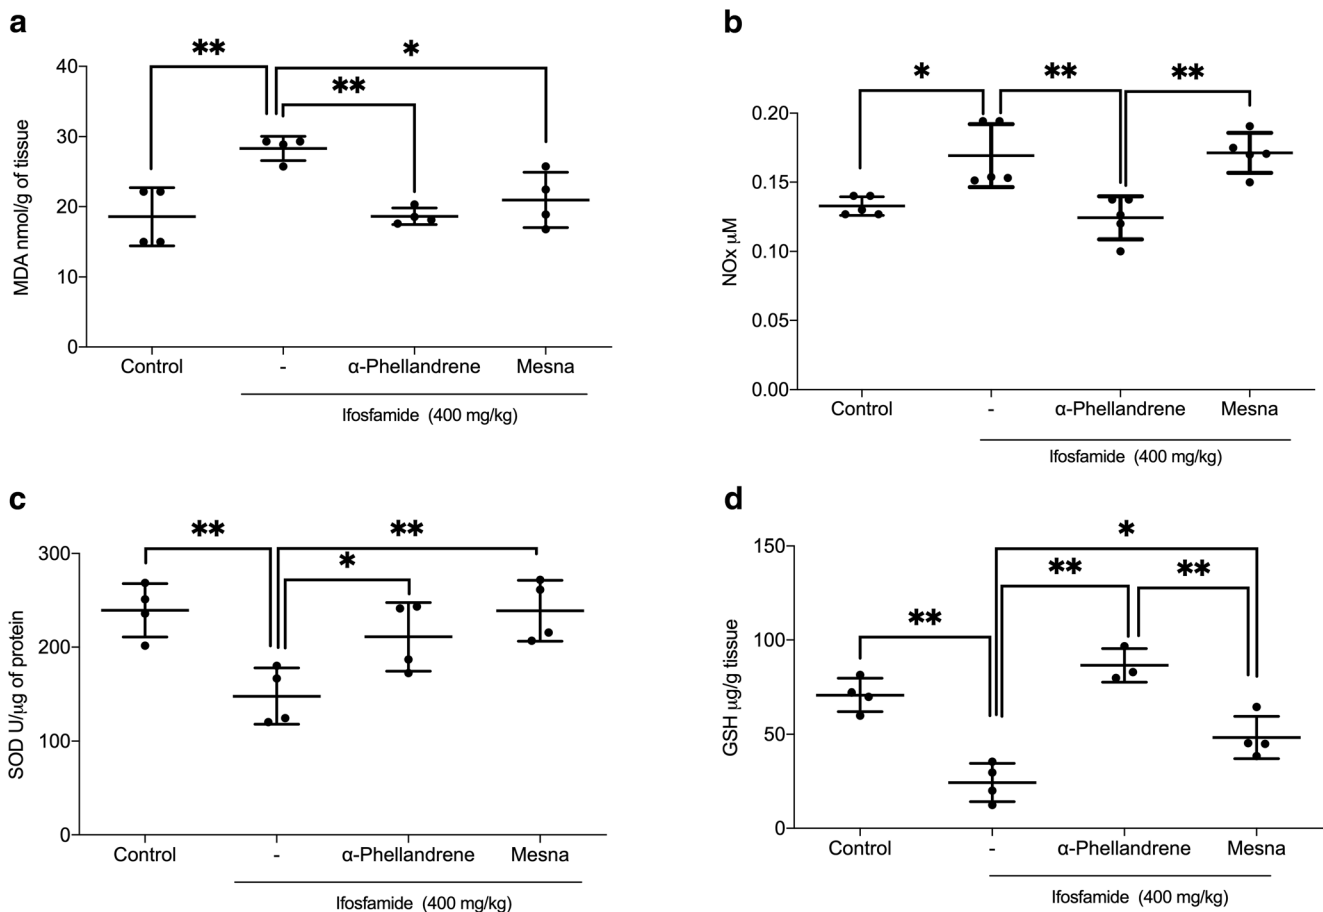 a
**
*
**
40
30
20
10
0
MDA nmol/g of tissue
Control
-
α-Phellandrene
Mesna
Ifosfamide (400 mg/kg)
b
*
**
**
0.20
0.15
0.10
0.05
0.00
NOx μM
Control
-
α-Phellandrene
Mesna
Ifosfamide (400 mg/kg)
c
**
**
*
300
200
100
0
SOD U/μg of protein
Control
-
α-Phellandrene
Mesna
Ifosfamide (400 mg/kg)
d
*
**
**
**
150
100
50
0
GSH μg/g tissue
Control
-
α-Phellandrene
Mesna
Ifosfamide (400 mg/kg)